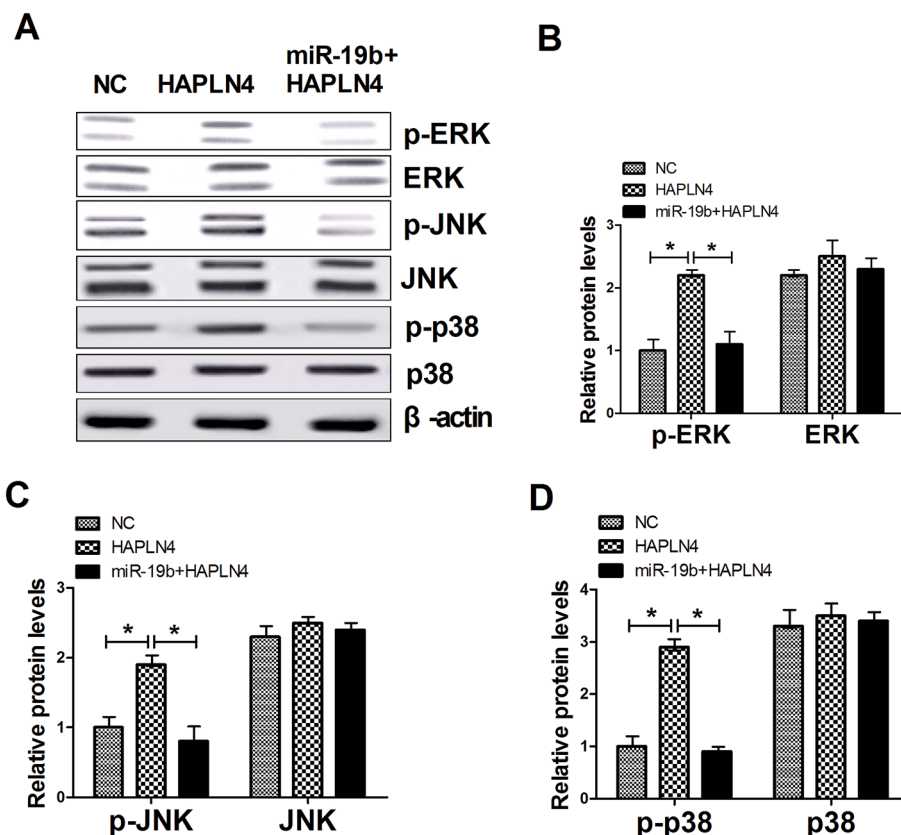 A
miR-19b+
NC HAPLN4 HAPLN4
p-ERK
ERK
p-JNK
JNK
p-p38
p38
β -actin
B
NC
HAPLN4
miR-19b+HAPLN4
Relative protein levels
3
2
1
0
* *
p-ERK ERK
C
NC
HAPLN4
miR-19b+HAPLN4
Relative protein levels
3
2
1
0
* *
p-JNK JNK
D
NC
HAPLN4
miR-19b+HAPLN4
Relative protein levels
4
3
2
1
0
* *
p-p38 p38